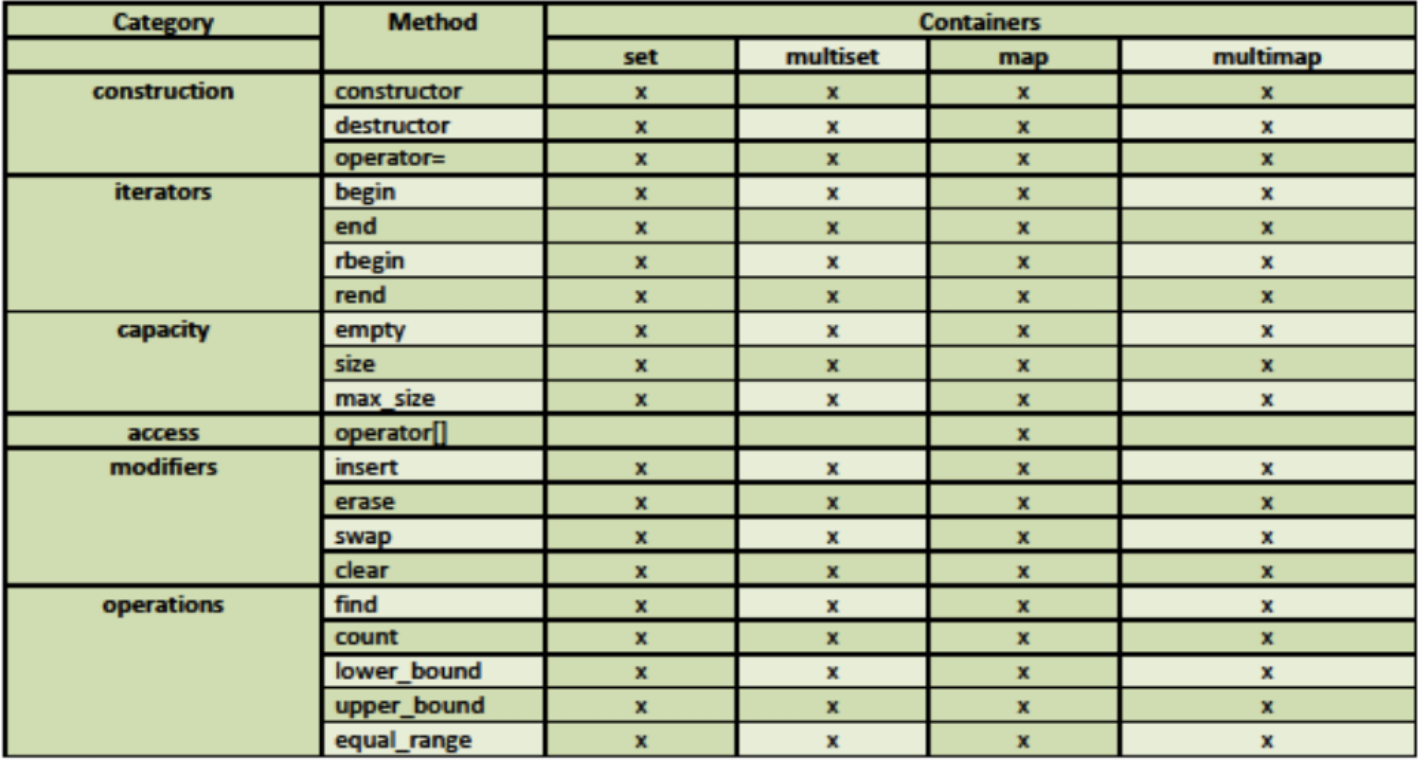 Category Method Containers
set multiset map multimap
construction constructor x x x x
destructor x x x x
operator= x x x x
iterators begin x x x x
end x x x x
rbegin x x x x
rend x x x x
capacity empty x x x x
size x x x x
max_size x x x x
access operator[] x
modifiers insert x x x x
erase x x x x
swap x x x x
clear x x x x
operations find x x x x
count x x x x
lower_bound x x x x
upper_bound x x x x
equal_range x x x x